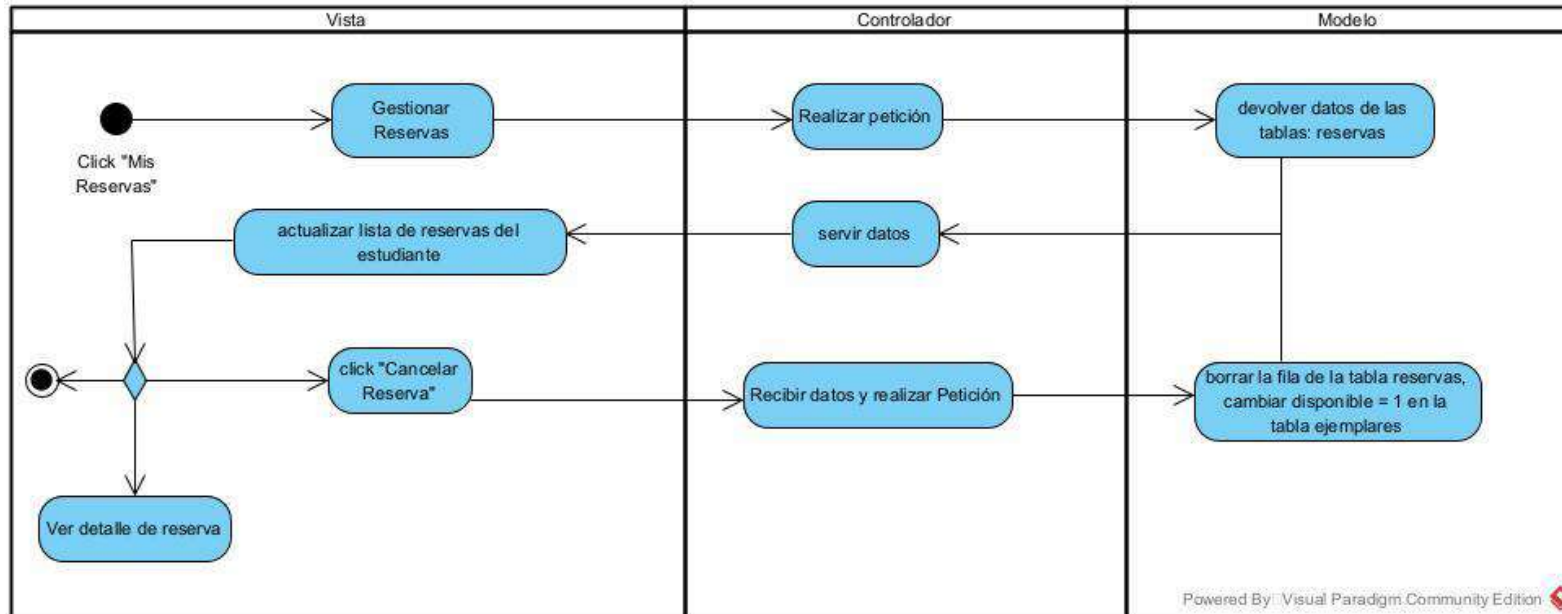 Vista
Controlador
Modelo
Gestionar
Reservas
Realizar petición
devolver datos de las
tablas: reservas
Click "Mis
Reservas"
actualizar lista de reservas del
estudiante
servir datos
click "Cancelar
Reserva"
Recibir datos y realizar Petición
borrar la fila de la tabla reservas,
cambiar disponible = 1 en la
tabla ejemplares
Ver detalle de reserva
Powered By Visual Paradigm Community Edition